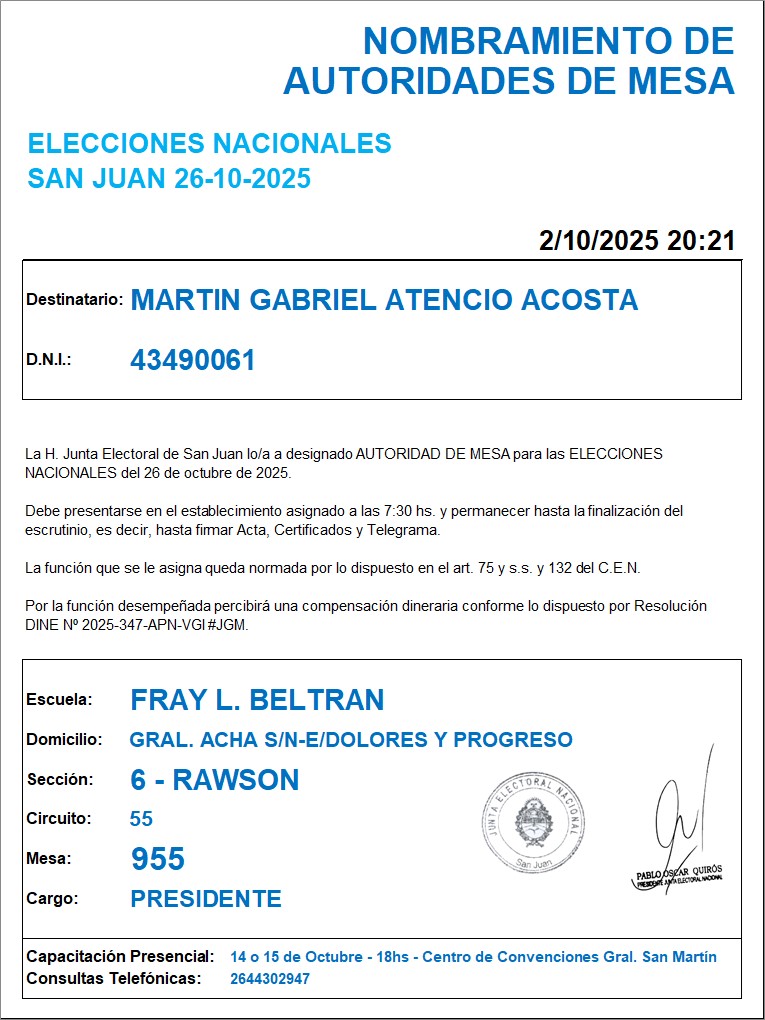 NOMBRAMIENTO DE
AUTORIDADES DE MESA
ELECCIONES NACIONALES
SAN JUAN 26-10-2025
2/10/2025 20:21
Destinatario: MARTIN GABRIEL ATENCIO ACOSTA
D.N.I.: 43490061
La H. Junta Electoral de San Juan lo/a a designado AUTORIDAD DE MESA para las ELECCIONES
NACIONALES del 26 de octubre de 2025.
Debe presentarse en el establecimiento asignado a las 7:30 hs. y permanecer hasta la finalización del
escrutinio, es decir, hasta firmar Acta, Certificados y Telegrama.
La función que se le asigna queda normada por lo dispuesto en el art. 75 y s.s. y 132 del C.E.N.
Por la función desempeñada percibirá una compensación dineraria conforme lo dispuesto por Resolución
DINE Nº 2025-347-APN-VGI#JGM.
Escuela: FRAY L. BELTRAN
Domicilio: GRAL. ACHA S/N-E/DOLORES Y PROGRESO
Sección: 6 - RAWSON
Circuito: 55
Mesa: 955
Cargo: PRESIDENTE
JUNTA ELECTORAL NACIONAL
San Juan
PABLO OSCAR QUIRÓS
PRESIDENTE JUNTA ELECTORAL NACIONAL
Capacitación Presencial: 14 o 15 de Octubre - 18hs - Centro de Convenciones Gral. San Martín
Consultas Telefónicas: 2644302947